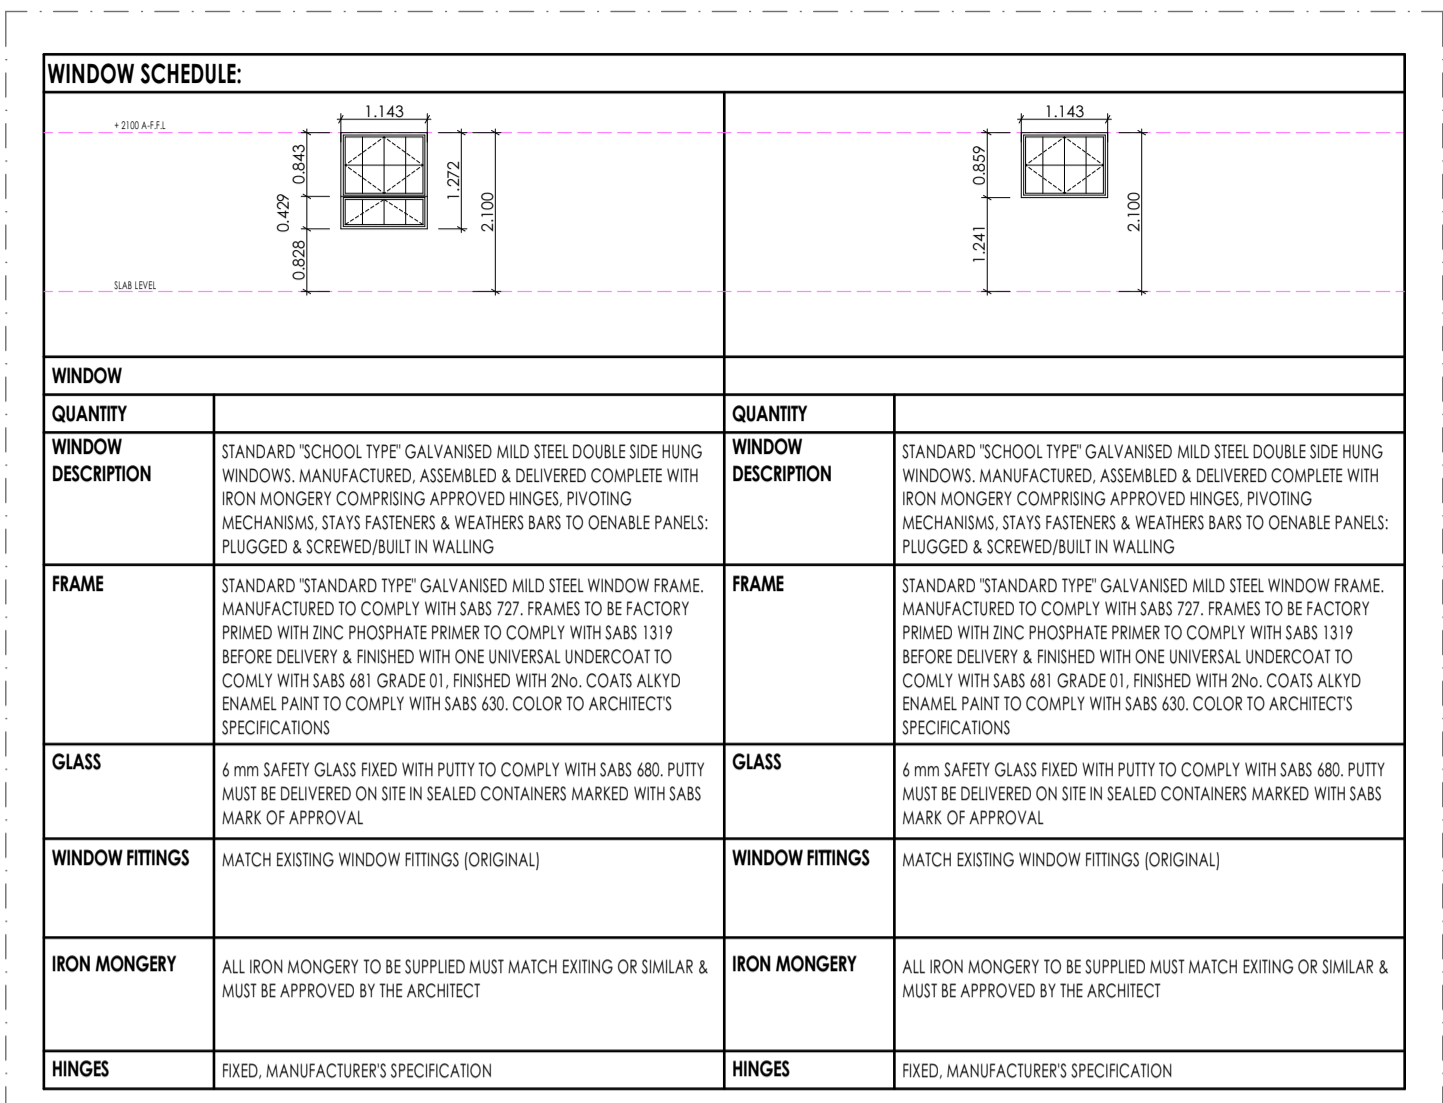 WINDOW SCHEDULE:
+ 2100 A-F.F.L
1.143
0.843
0.429
0.828
1.272
2.100
SLAB LEVEL
1.143
0.859
1.241
2.100
WINDOW
QUANTITY
QUANTITY
WINDOW
DESCRIPTION
STANDARD "SCHOOL TYPE" GALVANISED MILD STEEL DOUBLE SIDE HUNG
WINDOWS. MANUFACTURED, ASSEMBLED & DELIVERED COMPLETE WITH
IRON MONGERY COMPRISING APPROVED HINGES, PIVOTING
MECHANISMS, STAYS FASTENERS & WEATHERS BARS TO OENABLE PANELS:
PLUGGED & SCREWED/BUILT IN WALLING
WINDOW
DESCRIPTION
STANDARD "SCHOOL TYPE" GALVANISED MILD STEEL DOUBLE SIDE HUNG
WINDOWS. MANUFACTURED, ASSEMBLED & DELIVERED COMPLETE WITH
IRON MONGERY COMPRISING APPROVED HINGES, PIVOTING
MECHANISMS, STAYS FASTENERS & WEATHERS BARS TO OENABLE PANELS:
PLUGGED & SCREWED/BUILT IN WALLING
FRAME
STANDARD "STANDARD TYPE" GALVANISED MILD STEEL WINDOW FRAME.
MANUFACTURED TO COMPLY WITH SABS 727. FRAMES TO BE FACTORY
PRIMED WITH ZINC PHOSPHATE PRIMER TO COMPLY WITH SABS 1319
BEFORE DELIVERY & FINISHED WITH ONE UNIVERSAL UNDERCOAT TO
COMLY WITH SABS 681 GRADE 01, FINISHED WITH 2No. COATS ALKYD
ENAMEL PAINT TO COMPLY WITH SABS 630. COLOR TO ARCHITECT'S
SPECIFICATIONS
FRAME
STANDARD "STANDARD TYPE" GALVANISED MILD STEEL WINDOW FRAME.
MANUFACTURED TO COMPLY WITH SABS 727. FRAMES TO BE FACTORY
PRIMED WITH ZINC PHOSPHATE PRIMER TO COMPLY WITH SABS 1319
BEFORE DELIVERY & FINISHED WITH ONE UNIVERSAL UNDERCOAT TO
COMLY WITH SABS 681 GRADE 01, FINISHED WITH 2No. COATS ALKYD
ENAMEL PAINT TO COMPLY WITH SABS 630. COLOR TO ARCHITECT'S
SPECIFICATIONS
GLASS
6 mm SAFETY GLASS FIXED WITH PUTTY TO COMPLY WITH SABS 680. PUTTY
MUST BE DELIVERED ON SITE IN SEALED CONTAINERS MARKED WITH SABS
MARK OF APPROVAL
GLASS
6 mm SAFETY GLASS FIXED WITH PUTTY TO COMPLY WITH SABS 680. PUTTY
MUST BE DELIVERED ON SITE IN SEALED CONTAINERS MARKED WITH SABS
MARK OF APPROVAL
WINDOW FITTINGS
MATCH EXISTING WINDOW FITTINGS (ORIGINAL)
WINDOW FITTINGS
MATCH EXISTING WINDOW FITTINGS (ORIGINAL)
IRON MONGERY
ALL IRON MONGERY TO BE SUPPLIED MUST MATCH EXITING OR SIMILAR &
MUST BE APPROVED BY THE ARCHITECT
IRON MONGERY
ALL IRON MONGERY TO BE SUPPLIED MUST MATCH EXITING OR SIMILAR &
MUST BE APPROVED BY THE ARCHITECT
HINGES
FIXED, MANUFACTURER'S SPECIFICATION
HINGES
FIXED, MANUFACTURER'S SPECIFICATION